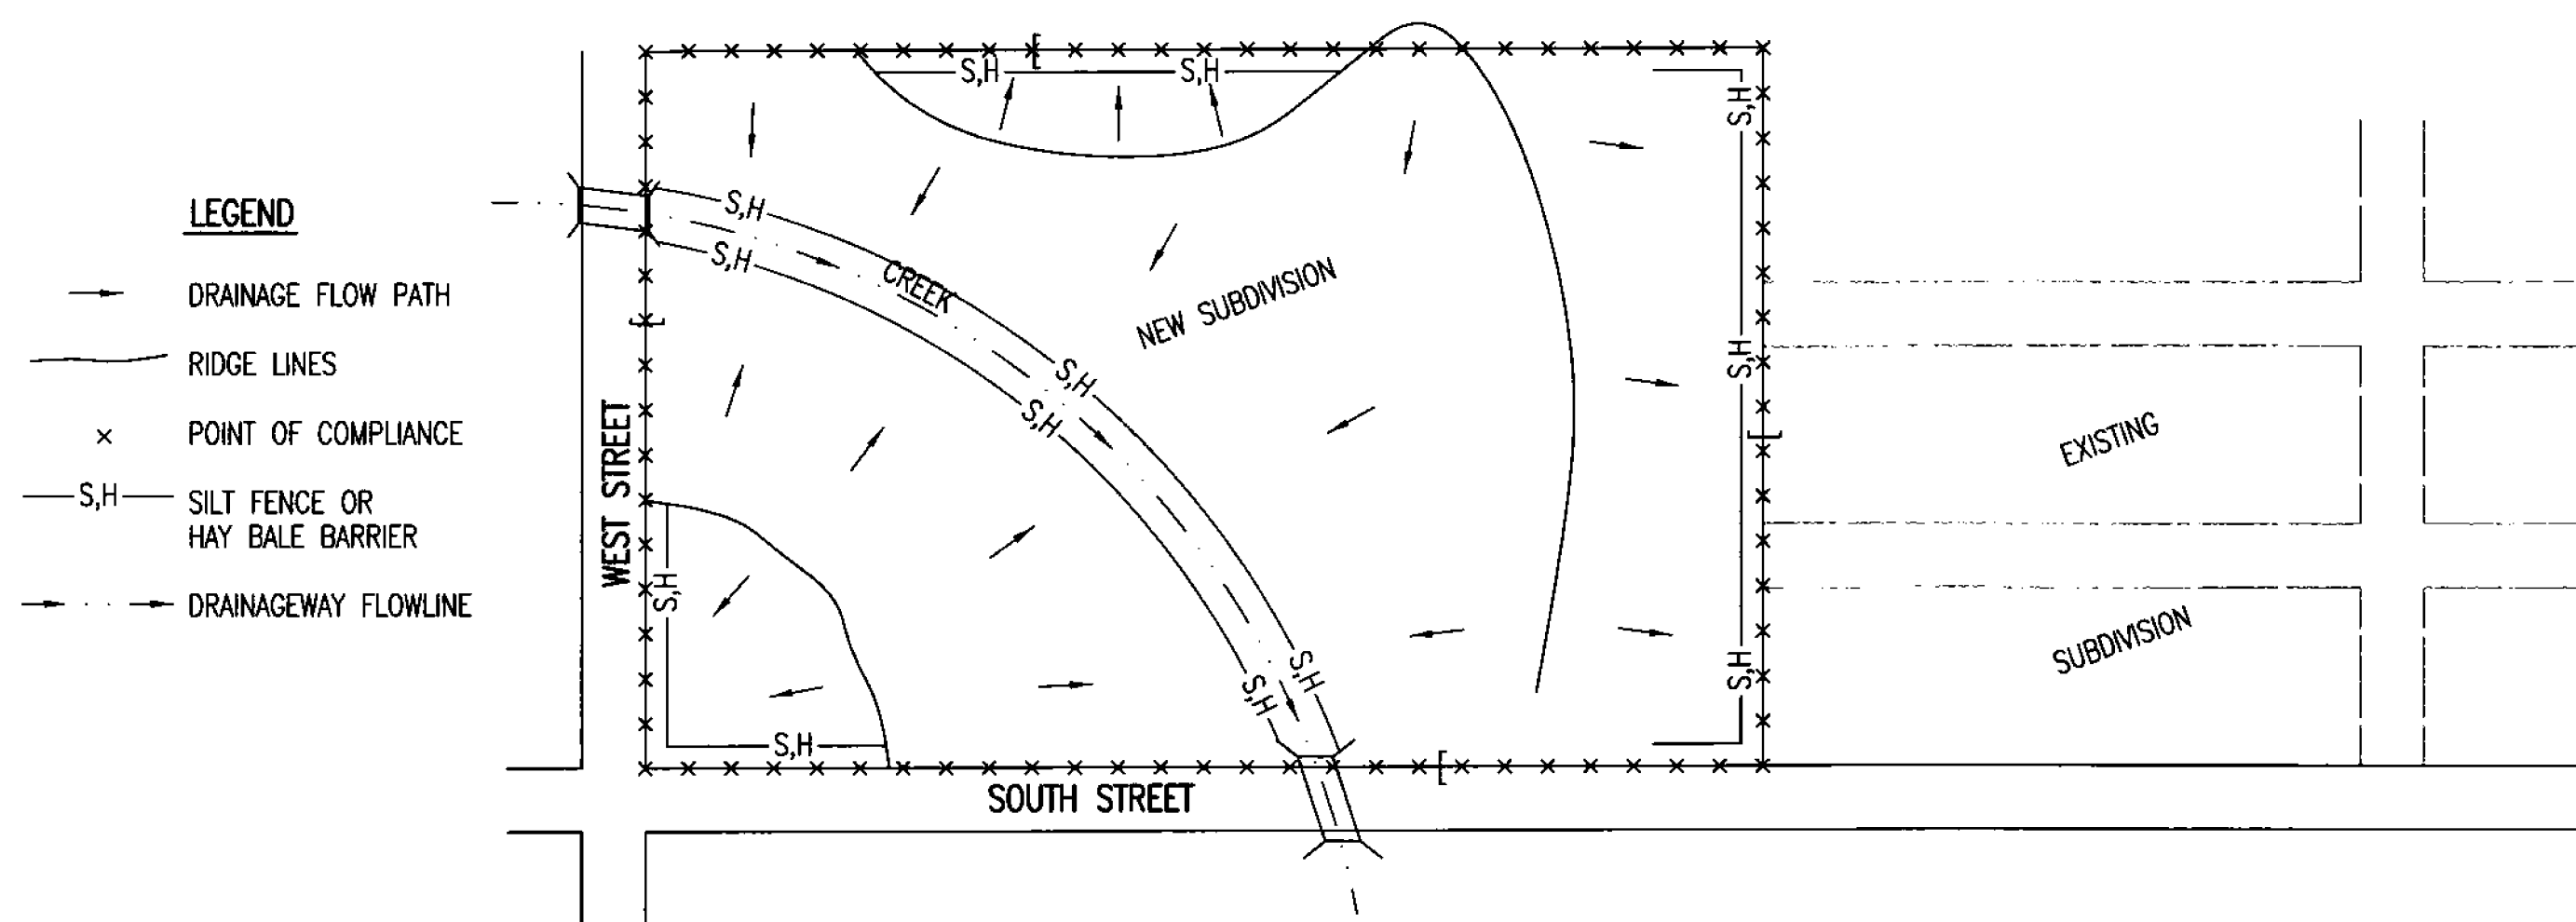 LEGEND
DRAINAGE FLOW PATH
RIDGE LINES
× POINT OF COMPLIANCE
S,H SILT FENCE OR
HAY BALE BARRIER
DRAINAGEWAY FLOWLINE
S,H
S,H
S,H
S,H
S,H
CREEK
NEW SUBDIVISION
S,H
S,H
S,H
WEST STREET
S,H
S,H
S,H
S,H
S,H
S,H
SOUTH STREET
EXISTING
SUBDIVISION